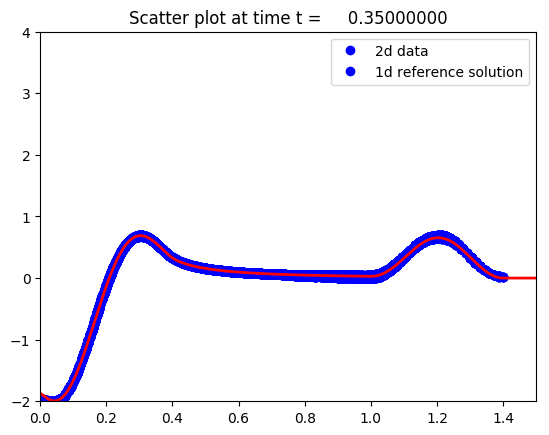 Scatter plot at time t = 0.35000000
2d data
1d reference solution
4
3
2
1
0
−1
−2
0.0 0.2 0.4 0.6 0.8 1.0 1.2 1.4